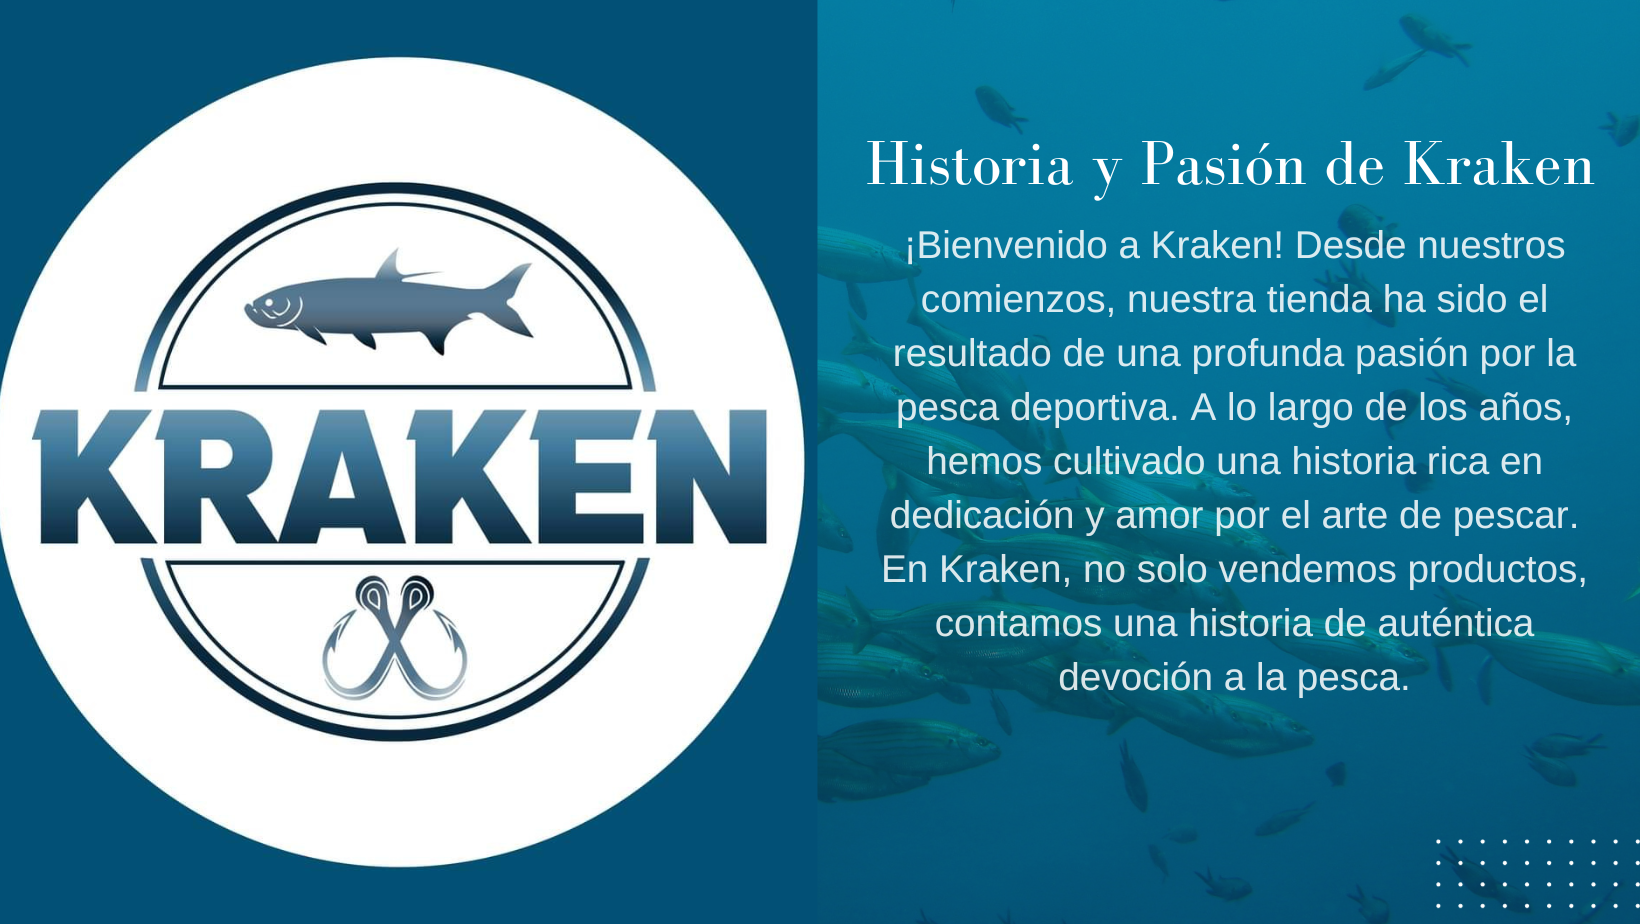 KRAKEN
Historia y Pasión de Kraken
¡Bienvenido a Kraken! Desde nuestros
comienzos, nuestra tienda ha sido el
resultado de una profunda pasión por la
pesca deportiva. A lo largo de los años,
hemos cultivado una historia rica en
dedicación y amor por el arte de pescar.
En Kraken, no solo vendemos productos,
contamos una historia de auténtica
devoción a la pesca.